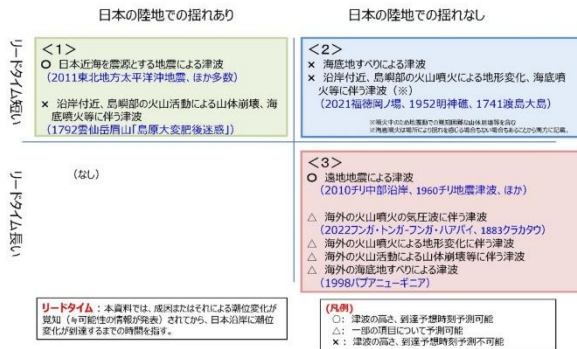 日本の陸地での揺れあり
日本の陸地での揺れなし
リードタイム短い
＜1＞
○ 日本近海を震源とする地震による津波
(2011東北地方太平洋沖地震、ほか多数)
× 沿岸付近、島嶼部の火山活動による山体崩壊、海
底噴火等に伴う津波
(1792雲仙岳眉山「島原大変肥後迷惑」)
＜2＞
× 海底地すべりによる津波
× 沿岸付近、島嶼部の火山噴火による地形変化、海底噴
火等に伴う津波（※）
(2021福徳岡ノ場、1952明神礁、1741渡島大島)
リードタイム長い
(なし)
＜3＞
○ 遠地地震による津波
(2010チリ中部沿岸、1960チリ地震津波、ほか)
△ 海外の火山噴火の気圧波に伴う津波
(2022フンガ・トンガ-フンガ・ハアパイ、1883クラカタウ)
△ 海外の火山噴火による地形変化に伴う津波
△ 海外の火山活動による山体崩壊等に伴う津波
△ 海外の海底地すべりによる津波
(1998パプアニューギニア)
リードタイム：本資料では、成因またはそれによる潮位変化が
覚知（≒可能性の情報が発表）されてから、日本沿岸に潮位
変化が到達するまでの時間を指す。
(凡例)
○： 津波の高さ、到達予想時刻予測可能
△： 一部の項目について予測可能
×： 津波の高さ、到達予想時刻予測不可能